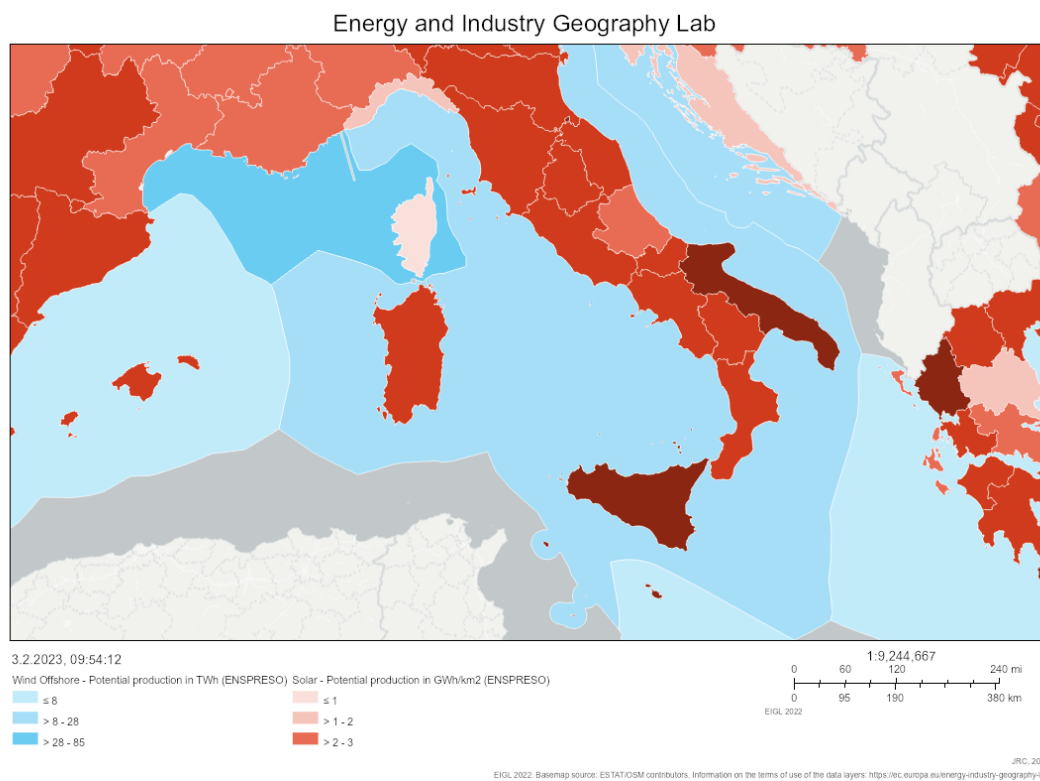 Energy and Industry Geography Lab
3.2.2023, 09:54:12
Wind Offshore - Potential production in TWh (ENSPRESO)
≤ 8
> 8 - 28
> 28 - 85
Solar - Potential production in GWh/km2 (ENSPRESO)
≤ 1
> 1 - 2
> 2 - 3
1:9,244,667
0 60 120 240 mi
0 95 190 380 km
EIGL 2022
JRC, 20
EIGL 2022. Basemap source: ESTAT/OSM contributors. Information on the terms of use of the data layers: https://ec.europa.eu/energy-industry-geography-